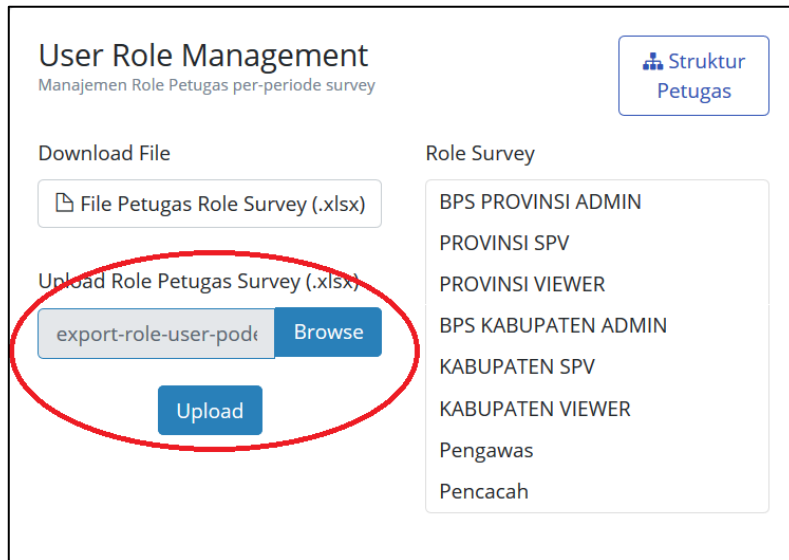 User Role Management
Manajemen Role Petugas per-periode survey
Struktur
Petugas
Download File
File Petugas Role Survey (.xlsx)
Upload Role Petugas Survey (.xlsx)
export-role-user-pode
Browse
Upload
Role Survey
BPS PROVINSI ADMIN
PROVINSI SPV
PROVINSI VIEWER
BPS KABUPATEN ADMIN
KABUPATEN SPV
KABUPATEN VIEWER
Pengawas
Pencacah